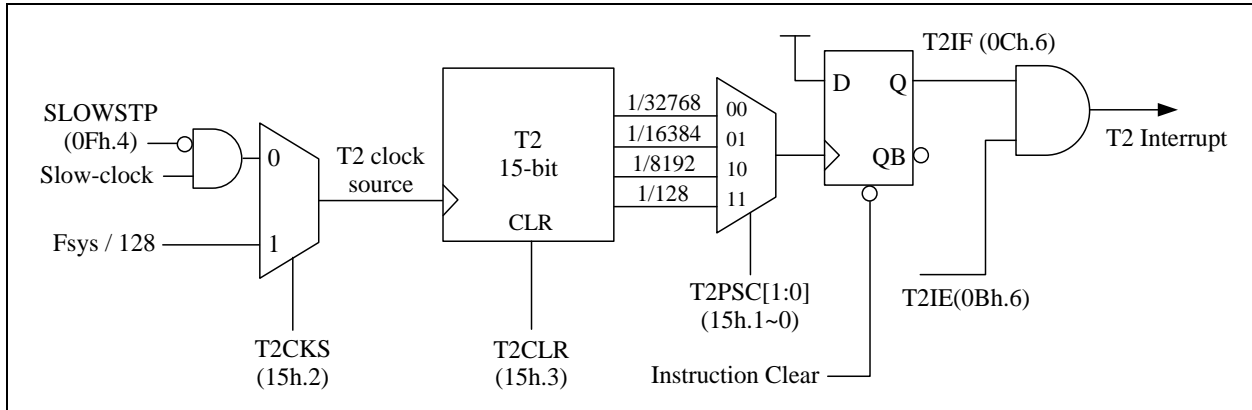 SLOWSTP
(0Fh.4)
Slow-clock
Fsys / 128
0
1
T2CKS
(15h.2)
T2 clock
source
T2
15-bit
CLR
T2CLR
(15h.3)
1/32768
1/16384
1/8192
1/128
00
01
10
11
T2PSC[1:0]
(15h.1~0)
D
Q
QB
Instruction Clear
T2IF (0Ch.6)
T2IE(0Bh.6)
T2 Interrupt